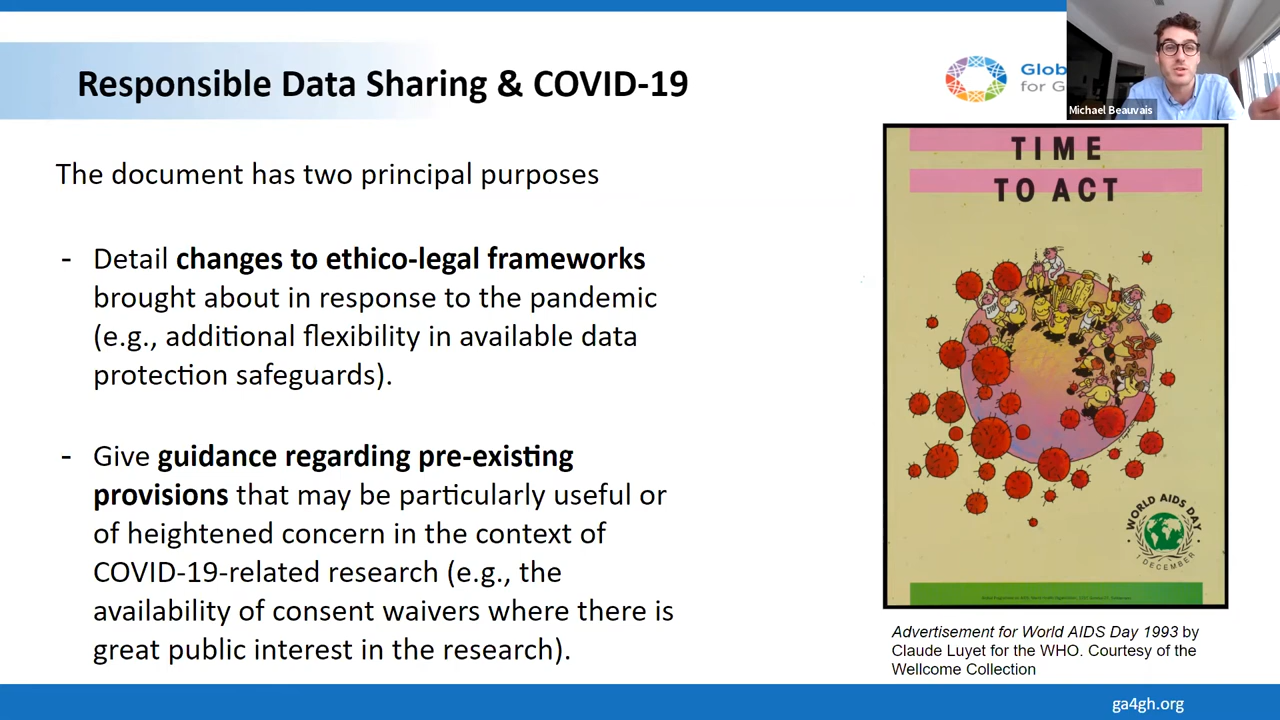 Responsible Data Sharing & COVID-19
Glob
for G
Michael Beauvais
The document has two principal purposes
- Detail changes to ethico-legal frameworks
brought about in response to the pandemic
(e.g., additional flexibility in available data
protection safeguards).
- Give guidance regarding pre-existing
provisions that may be particularly useful or
of heightened concern in the context of
COVID-19-related research (e.g., the
availability of consent waivers where there is
great public interest in the research).
TIME
TO ACT
WORLD AIDS DAY
1 DECEMBER
Advertisement for World AIDS Day 1993 by
Claude Luyet for the WHO. Courtesy of the
Wellcome Collection
ga4gh.org